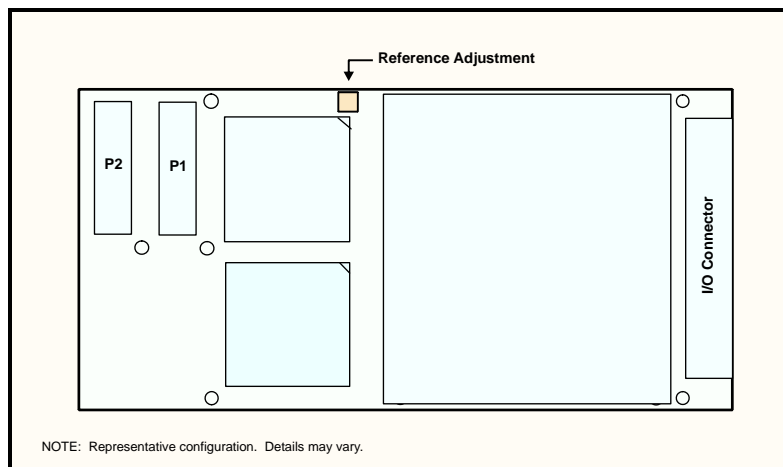 Reference Adjustment
P2
P1
I/O Connector
NOTE:  Representative configuration.  Details may vary.